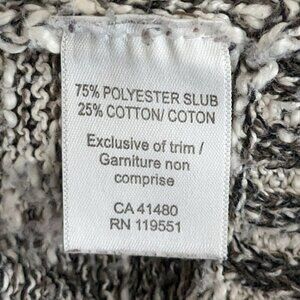 75% POLYESTER SLUB
25% COTTON/ COTON
Exclusive of trim /
Garniture non
comprise
CA 41480
RN 119551